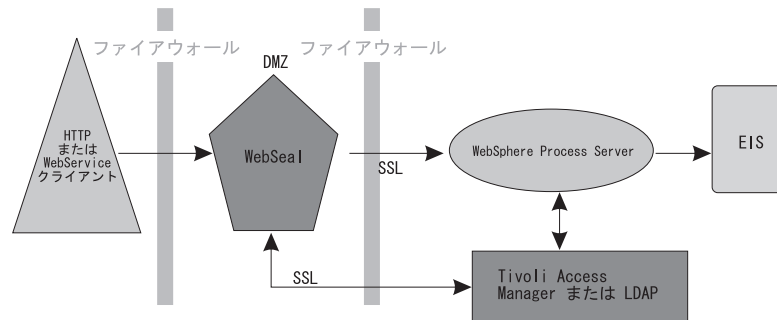 ファイアウォール
ファイアウォール
DMZ
HTTP
または
WebService
クライアント
WebSeal
SSL
WebSphere Process Server
EIS
SSL
Tivoli Access
Manager または LDAP